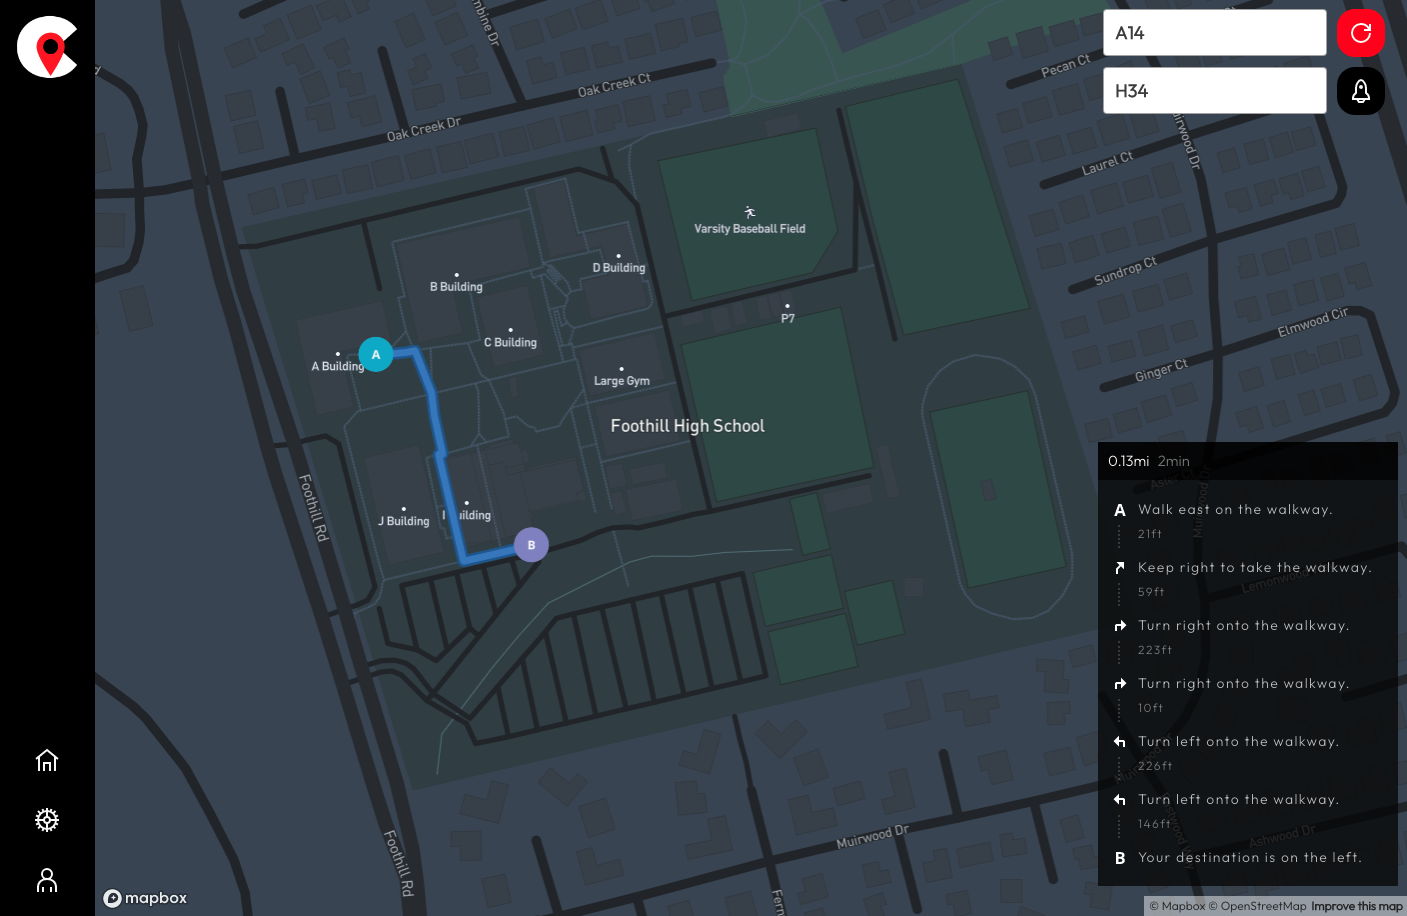 A14
H34
Oak Creek Ct
Oak Creek Dr
Pecan Ct
Laurel Ct
Sundrop Ct
Elmwood Cir
Ginger Ct
Varsity Baseball Field
D Building
B Building
P7
C Building
A
A Building
Large Gym
Foothill High School
Foothill Rd
J Building
B
0.13mi 2min
A Walk east on the walkway.
21ft
Keep right to take the walkway.
59ft
Turn right onto the walkway.
223ft
Turn right onto the walkway.
10ft
Turn left onto the walkway.
226ft
Turn left onto the walkway.
146ft
B Your destination is on the left.
Muirwood Dr
Ashwood Dr
Foothill Rd
Fern
mapbox
© Mapbox © OpenStreetMap Improve this map